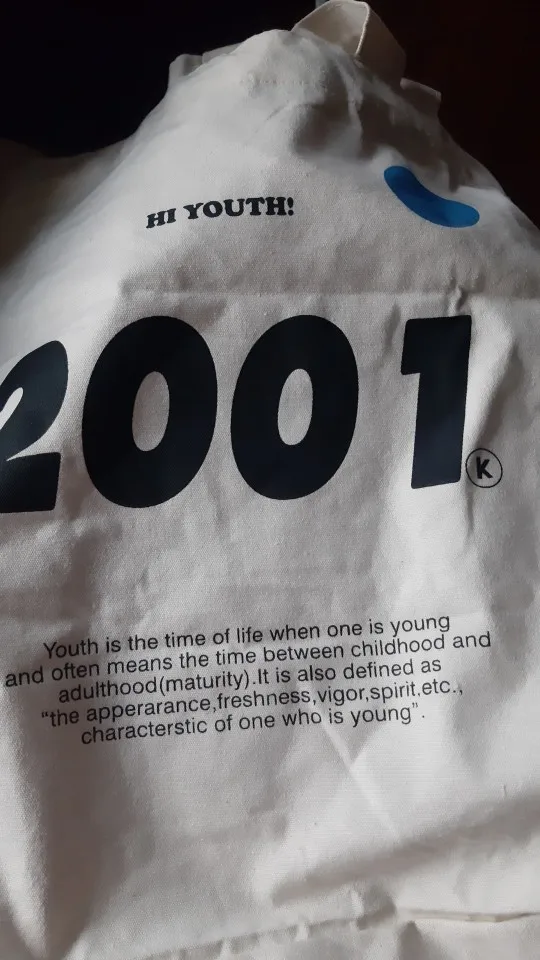 HI YOUTH!
2001
K
Youth is the time of life when one is young
and often means the time between childhood and
adulthood(maturity).It is also defined as
"the apperarance,freshness,vigor,spirit.etc.,
characterstic of one who is young".